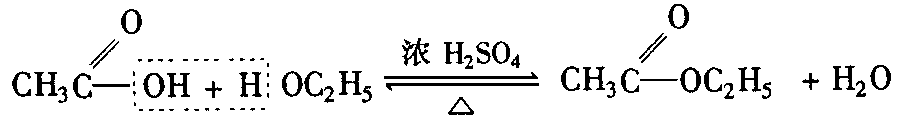 O O
浓 H₂SO₄
CH₃C—OH + H OC₂H₅ ⇌ CH₃C—OC₂H₅ + H₂O
△